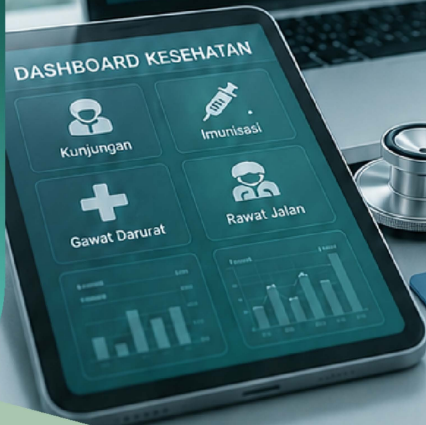 DASHBOARD KESEHATAN
Kunjungan
Imunisasi
Gawat Darurat
Rawat Jalan